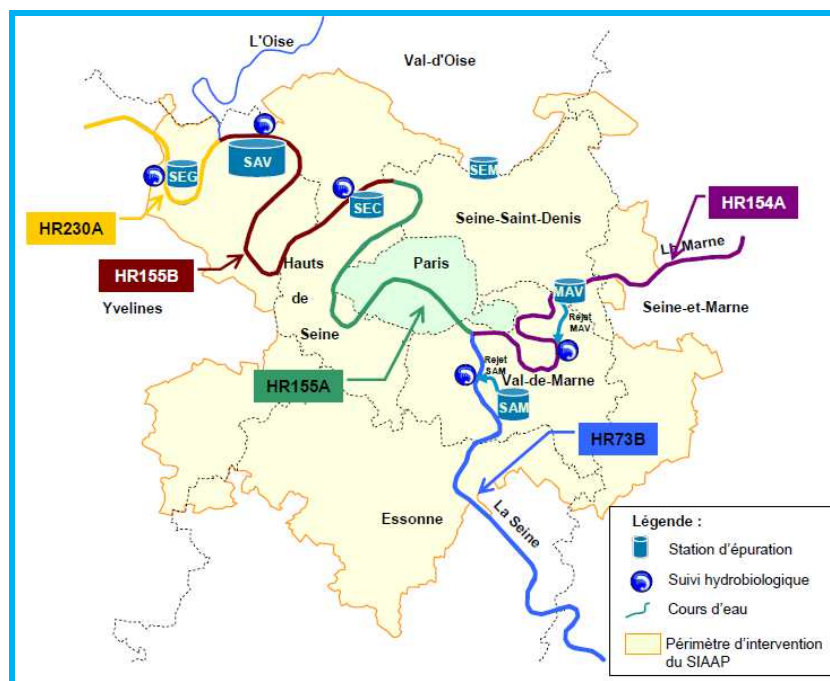 L'Oise
Val-d'Oise
SAV
SEG
SEM
SEC
HR154A
Seine-Saint-Denis
La Marne
HR230A
HR155B
Hauts
Paris
MAV
Yvelines
de
Seine-et-Marne
Rejet
MAV
Seine
Rejet
SAM
HR155A
Val-de-Marne
SAM
HR73B
La Seine
Essonne
Légende :
Station d'épuration
Suivi hydrobiologique
Cours d'eau
Périmètre d'intervention
du SIAAP